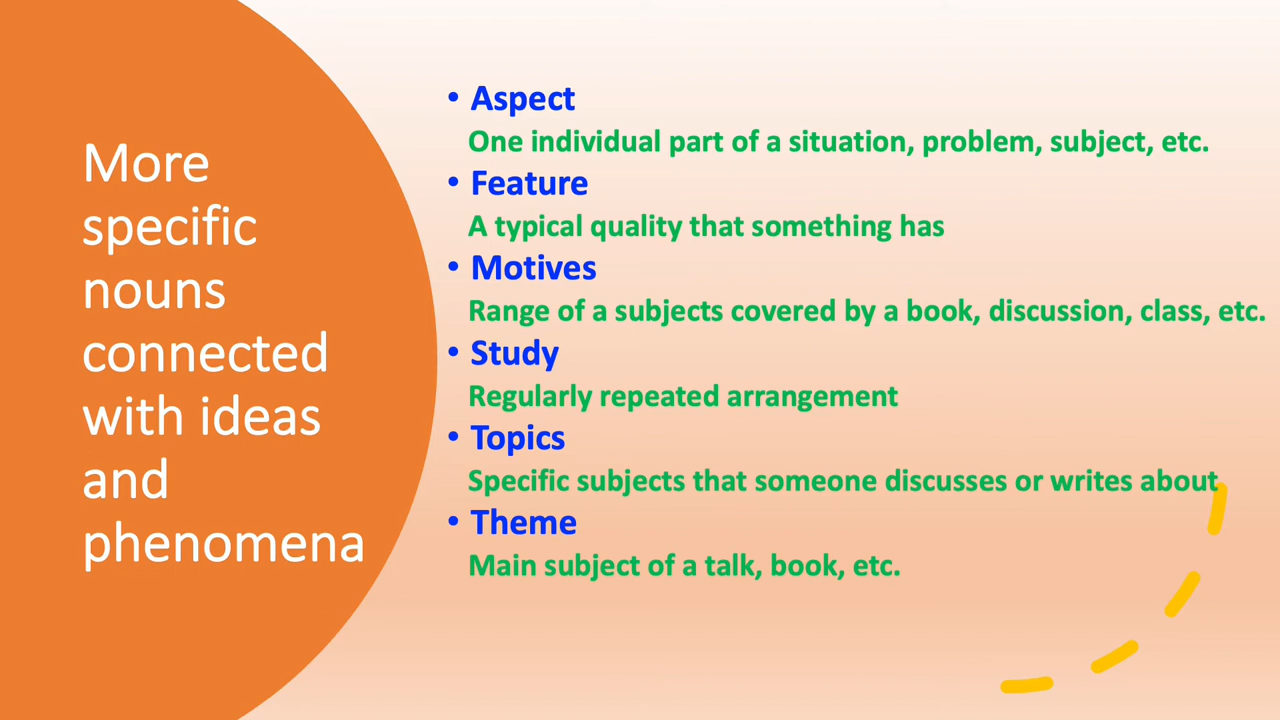 More
specific
nouns
connected
with ideas
and
phenomena
• Aspect
One individual part of a situation, problem, subject, etc.
• Feature
A typical quality that something has
• Motives
Range of a subjects covered by a book, discussion, class, etc.
• Study
Regularly repeated arrangement
• Topics
Specific subjects that someone discusses or writes about
• Theme
Main subject of a talk, book, etc.